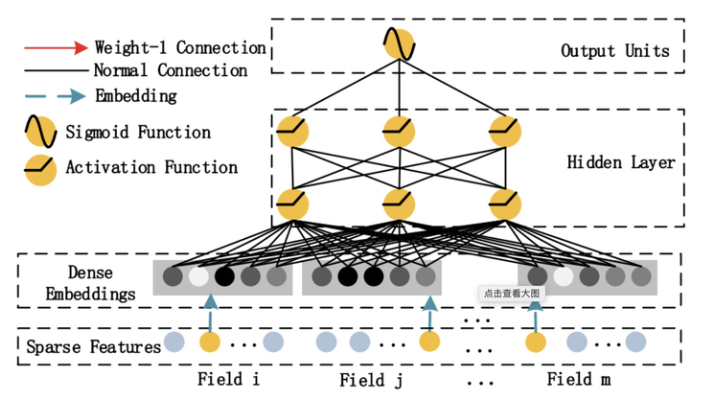 Weight-1 Connection
Normal Connection
Embedding
Sigmoid Function
Activation Function
Output Units
Hidden Layer
Dense
Embeddings
点击查看大图
...
Sparse Features
...
...
...
...
Field i
Field j
...
Field m